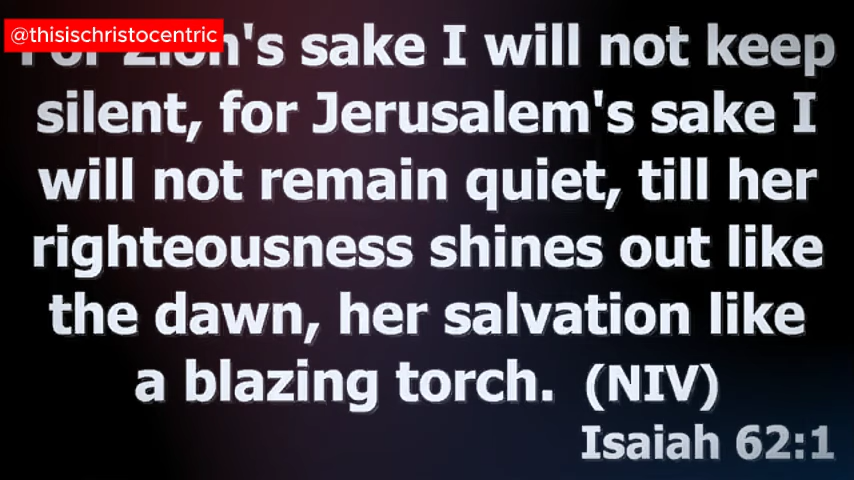 @thisischristocentric
For Zion's sake I will not keep
silent, for Jerusalem's sake I
will not remain quiet, till her
righteousness shines out like
the dawn, her salvation like
a blazing torch. (NIV)
Isaiah 62:1